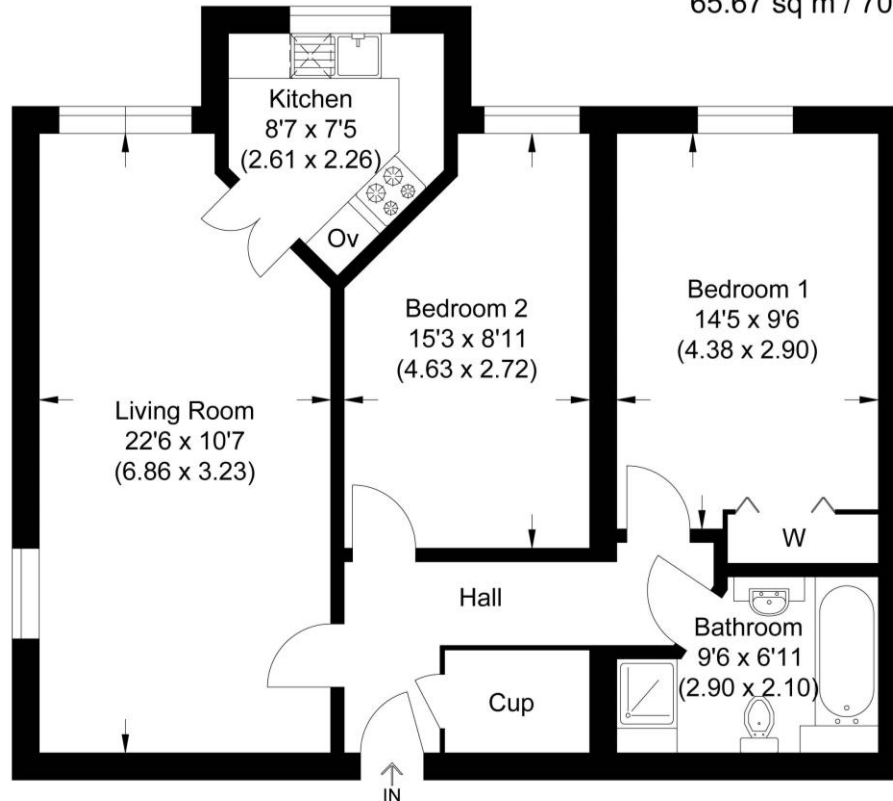 65.67 sq m / 70
Kitchen
8'7 x 7'5
(2.61 x 2.26)
Ov
Bedroom 2
15'3 x 8'11
(4.63 x 2.72)
Bedroom 1
14'5 x 9'6
(4.38 x 2.90)
Living Room
22'6 x 10'7
(6.86 x 3.23)
W
Hall
Bathroom
9'6 x 6'11
(2.90 x 2.10)
Cup
IN